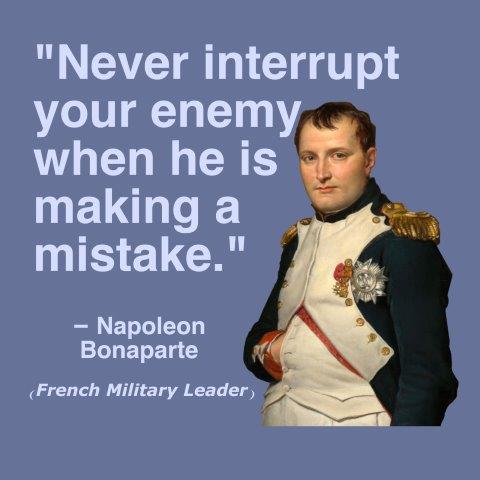 "Never interrupt
your enemy
when he is
making a
mistake."
– Napoleon
Bonaparte
(French Military Leader)